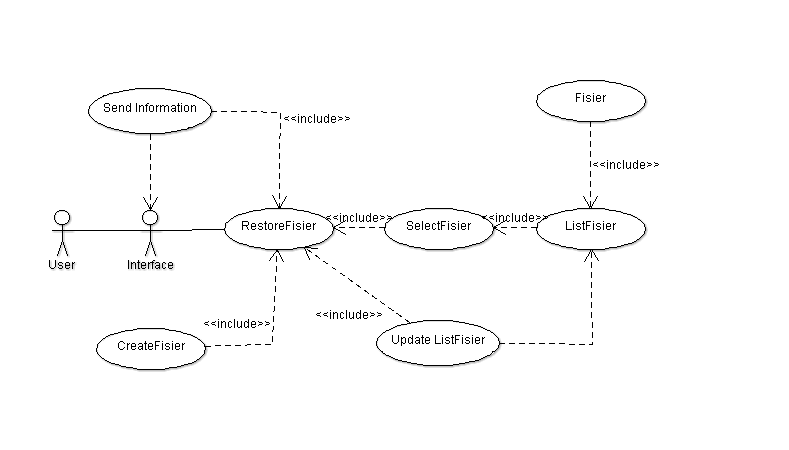 Send Information
Fisier
<<include>>
<<include>>
<<include>>
<<include>>
RestoreFisier
SelectFisier
ListFisier
User
Interface
<<include>>
<<include>>
CreateFisier
Update ListFisier